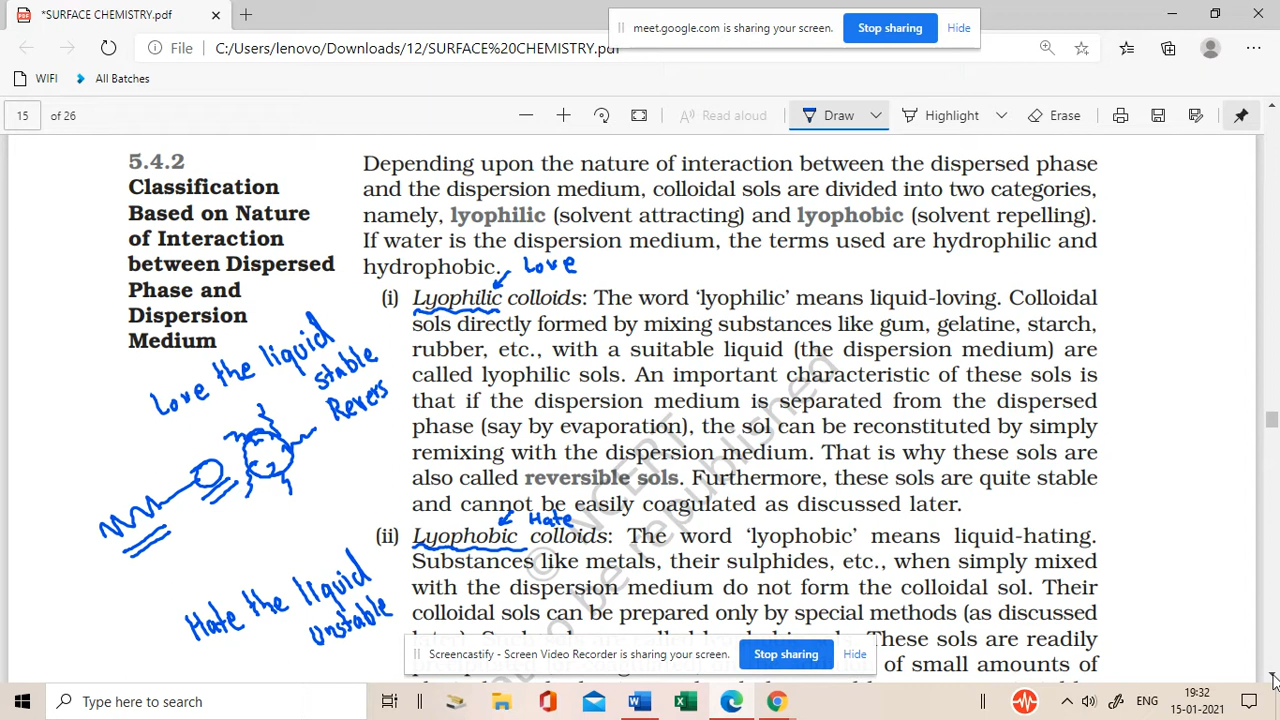 *SURFACE CHEMISTRY.pdf
meet.google.com is sharing your screen.
Stop sharing
Hide
File
C:/Users/lenovo/Downloads/12/SURFACE%20CHEMISTRY.pdf
WIFI
All Batches
15 of 26
Read aloud
Draw
Highlight
Erase
5.4.2
Classification
Based on Nature
of Interaction
between Dispersed
Phase and
Dispersion
Medium
Depending upon the nature of interaction between the dispersed phase
and the dispersion medium, colloidal sols are divided into two categories,
namely, lyophilic (solvent attracting) and lyophobic (solvent repelling).
If water is the dispersion medium, the terms used are hydrophilic and
hydrophobic.
Love
(i) Lyophilic colloids: The word ‘lyophilic’ means liquid-loving. Colloidal
sols directly formed by mixing substances like gum, gelatine, starch,
rubber, etc., with a suitable liquid (the dispersion medium) are
called lyophilic sols. An important characteristic of these sols is
that if the dispersion medium is separated from the dispersed
phase (say by evaporation), the sol can be reconstituted by simply
remixing with the dispersion medium. That is why these sols are
also called reversible sols. Furthermore, these sols are quite stable
and cannot be easily coagulated as discussed later.
Love the liquid
stable
Revers
Hate
(ii) Lyophobic colloids: The word ‘lyophobic’ means liquid-hating.
Substances like metals, their sulphides, etc., when simply mixed
with the dispersion medium do not form the colloidal sol. Their
colloidal sols can be prepared only by special methods (as discussed
These sols are readily
of small amounts of
Hate the liquid
Unstable
© NCERT
to be republished
Screencastify - Screen Video Recorder is sharing your screen.
Stop sharing
Hide
Type here to search
ENG
19:32
15-01-2021